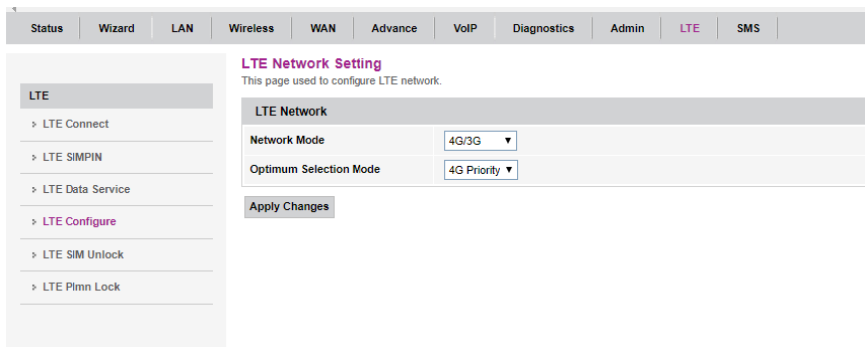 Status Wizard LAN Wireless WAN Advance VoIP Diagnostics Admin LTE SMS
LTE
> LTE Connect
> LTE SIMPIN
> LTE Data Service
> LTE Configure
> LTE SIM Unlock
> LTE Plmn Lock
LTE Network Setting
This page used to configure LTE network.
LTE Network
Network Mode 4G/3G
Optimum Selection Mode 4G Priority
Apply Changes